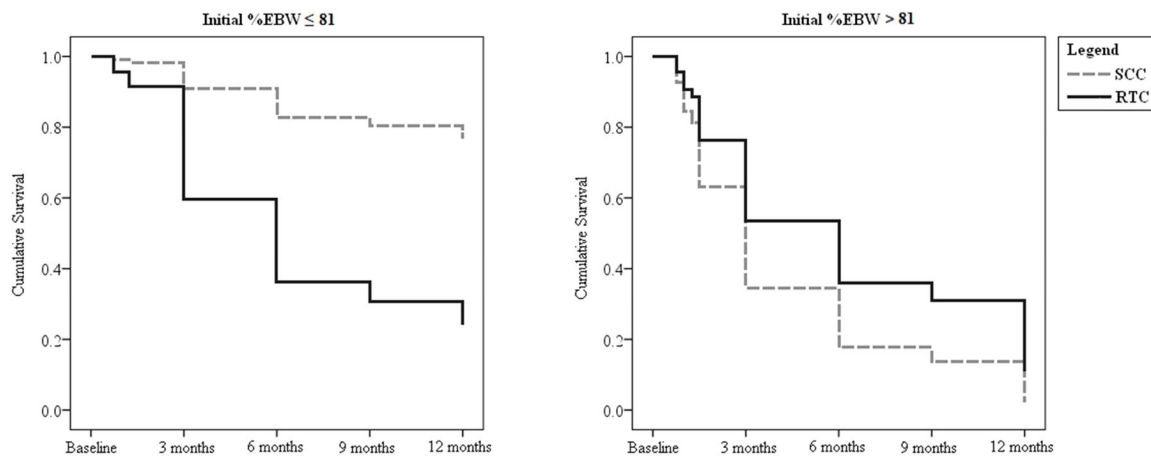 Initial %EBW ≤ 81
Cumulative Survival
1.0
0.8
0.6
0.4
0.2
0.0
Baseline 3 months 6 months 9 months 12 months
Initial %EBW > 81
Cumulative Survival
1.0
0.8
0.6
0.4
0.2
0.0
Baseline 3 months 6 months 9 months 12 months
Legend
SCC
RTC